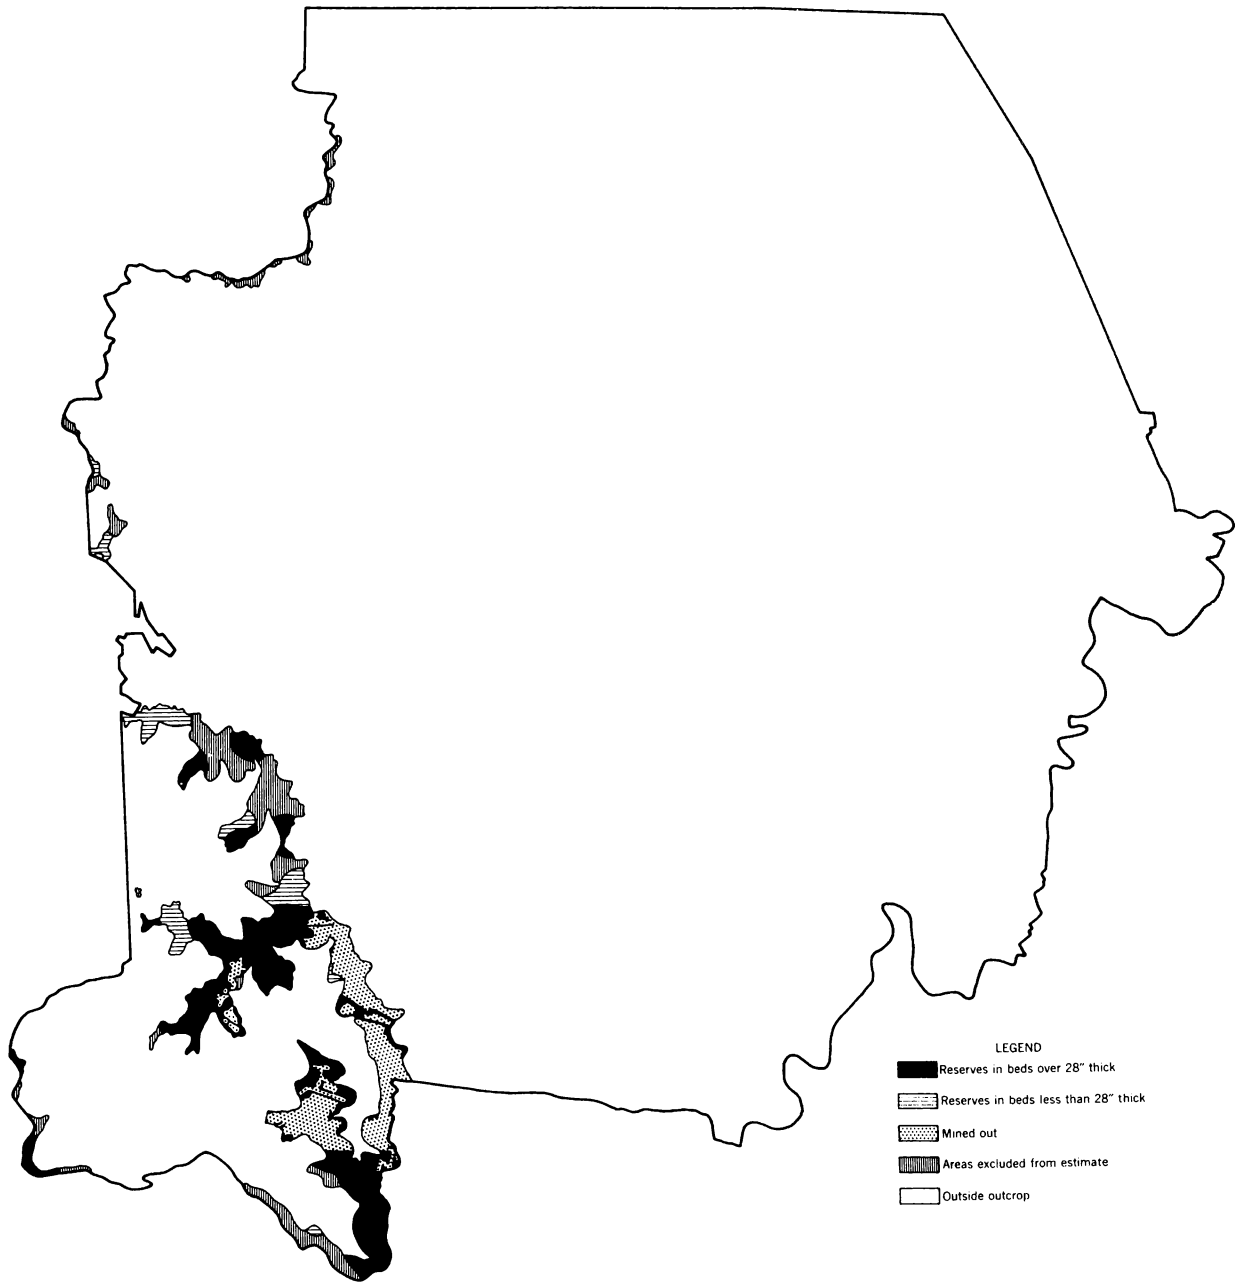 LEGEND
Reserves in beds over 28" thick
Reserves in beds less than 28" thick
Mined out
Areas excluded from estimate
Outside outcrop